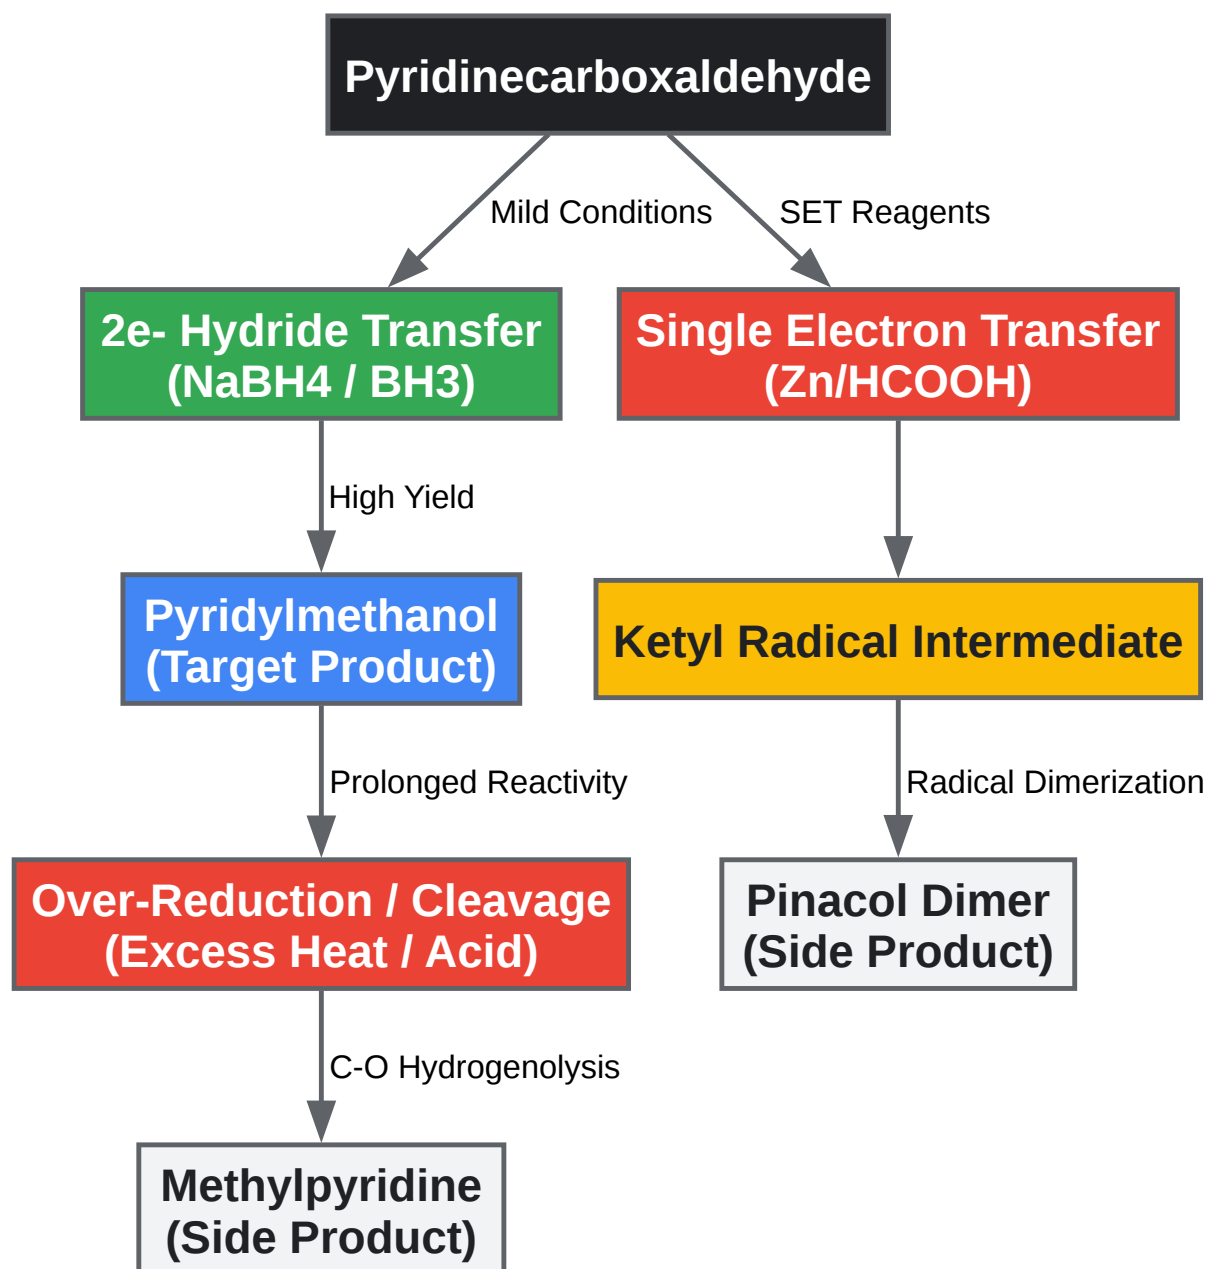 Pyridinecarboxaldehyde
Mild Conditions
SET Reagents
2e- Hydride Transfer
(NaBH4 / BH3)
Single Electron Transfer
(Zn/HCOOH)
High Yield
Pyridylmethanol
(Target Product)
Ketyl Radical Intermediate
Prolonged Reactivity
Radical Dimerization
Over-Reduction / Cleavage
(Excess Heat / Acid)
Pinacol Dimer
(Side Product)
C-O Hydrogenolysis
Methylpyridine
(Side Product)